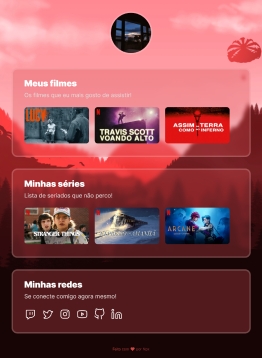 Meus filmes
Os filmes que eu mais gosto de assistir!
LUCY
TRAVIS SCOTT
VOANDO ALTO
ASSIM NA TERRA
COMO NO INFERNO
Minhas séries
Lista de seriados que não perco!
STRANGER THINGS
ARCANE
Minhas redes
Se conecte comigo agora mesmo!